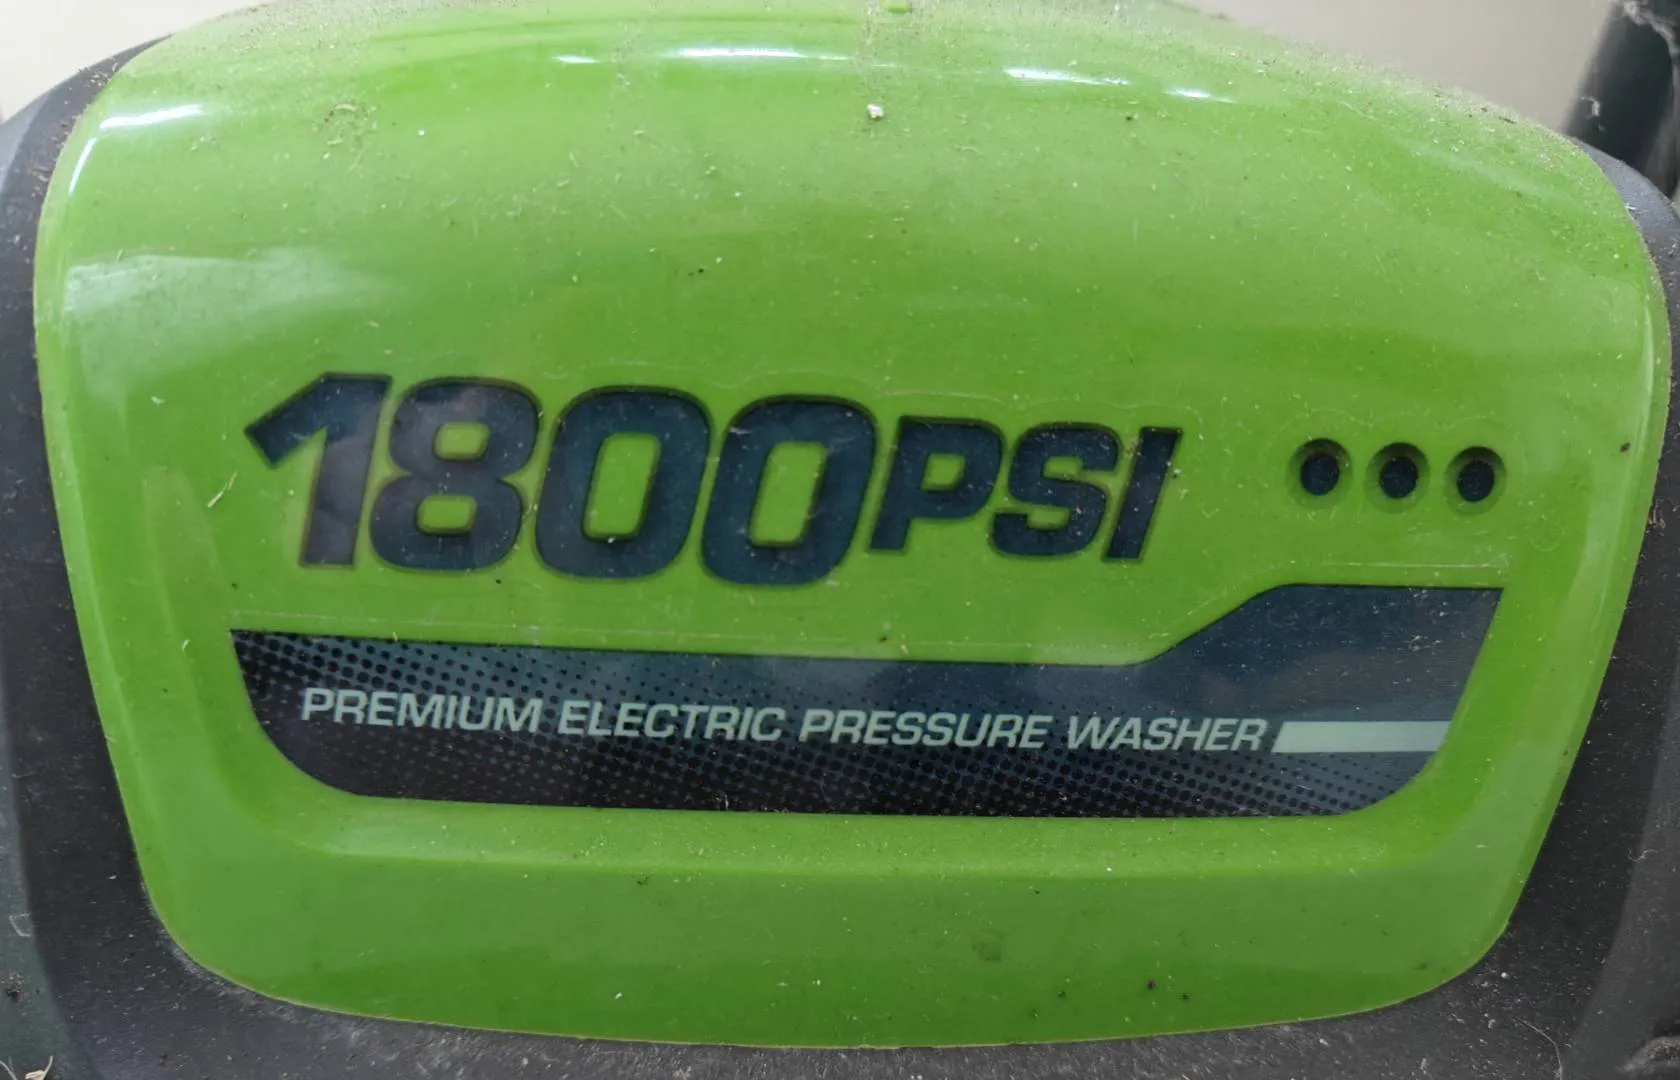 1800PSI
PREMIUM ELECTRIC PRESSURE WASHER